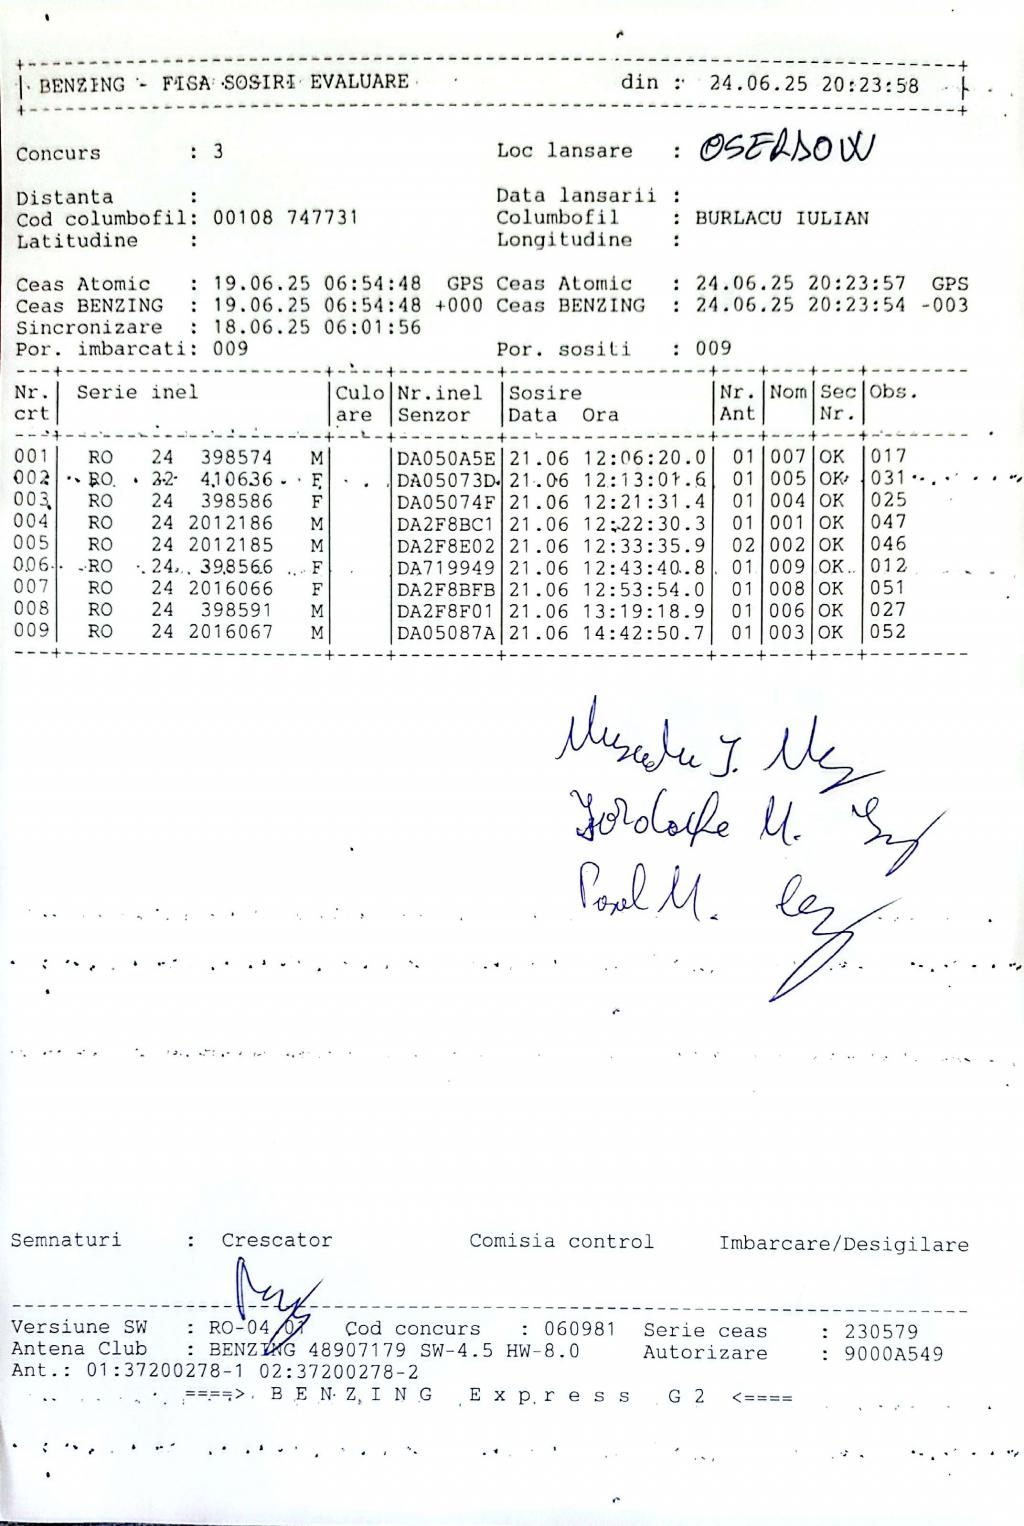 BENZING - FISA SOSIRI EVALUARE din : 24.06.25 20:23:58
Concurs : 3 Loc lansare : OSERDOW
Distanta : Data lansarii :
Cod columbofil: 00108 747731 Columbofil : BURLACU IULIAN
Latitudine : Longitudine :
Ceas Atomic : 19.06.25 06:54:48 GPS Ceas Atomic : 24.06.25 20:23:57 GPS
Ceas BENZING : 19.06.25 06:54:48 +000 Ceas BENZING : 24.06.25 20:23:54 -003
Sincronizare : 18.06.25 06:01:56
Por. imbarcati: 009 Por. sositi : 009
Nr. Serie inel Culo Nr.inel Sosire Nr. Nom Sec Obs.
crt are Senzor Data Ora Ant Nr.
001 RO 24 398574 M DA050A5E 21.06 12:06:20.0 01 007 OK 017
002 RO 22 410636 F DA05073D 21.06 12:13:01.6 01 005 OK 031
003 RO 24 398586 F DA05074F 21.06 12:21:31.4 01 004 OK 025
004 RO 24 2012186 M DA2F8BC1 21.06 12:22:30.3 01 001 OK 047
005 RO 24 2012185 M DA2F8E02 21.06 12:33:35.9 02 002 OK 046
006 RO 24 398566 F DA719949 21.06 12:43:40.8 01 009 OK 012
007 RO 24 2016066 F DA2F8BFB 21.06 12:53:54.0 01 008 OK 051
008 RO 24 398591 M DA2F8F01 21.06 13:19:18.9 01 006 OK 027
009 RO 24 2016067 M DA05087A 21.06 14:42:50.7 01 003 OK 052
J.
M.
M.
Semnaturi : Crescator Comisia control Imbarcare/Desigilare
Versiune SW : RO-04 01 Cod concurs : 060981 Serie ceas : 230579
Antena Club : BENZING 48907179 SW-4.5 HW-8.0 Autorizare : 9000A549
Ant.: 01:37200278-1 02:37200278-2
====> B E N Z I N G E x p r e s s G 2 <====